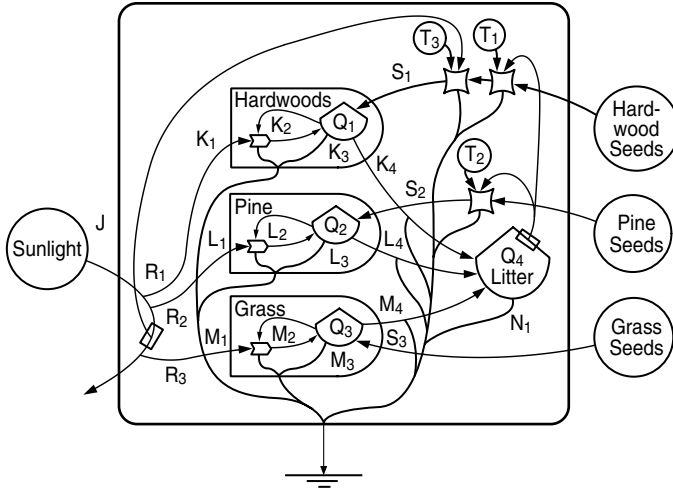 T3
T1
Hardwoods
S1
K1
K2
Q1
K3
K4
Hard-
wood
Seeds
T2
S2
Pine
J
Sunlight
L1
L2
Q2
L3
L4
Q4
Litter
Pine
Seeds
R1
R2
Grass
M1
M2
Q3
M3
M4
S3
N1
R3
Grass
Seeds